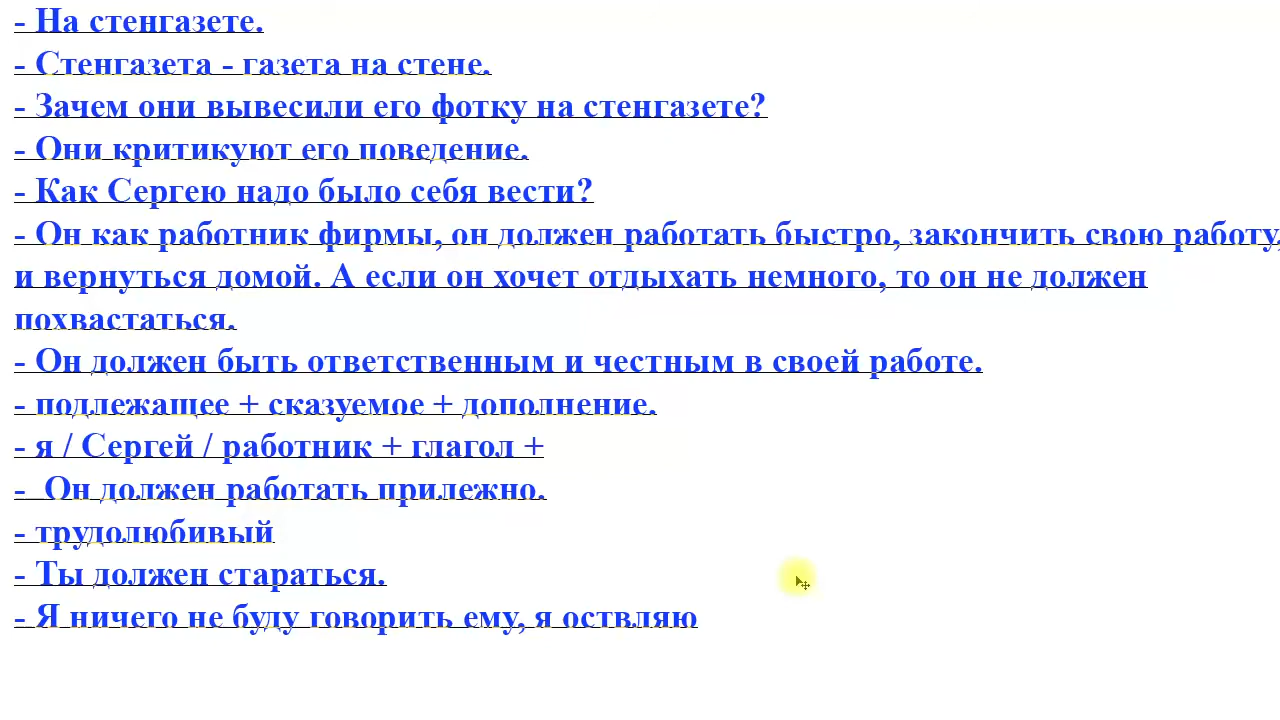 - На стенгазете.
- Стенгазета - газета на стене.
- Зачем они вывесили его фотку на стенгазете?
- Они критикуют его поведение.
- Как Сергею надо было себя вести?
- Он как работник фирмы, он должен работать быстро, закончить свою работу,
и вернуться домой. А если он хочет отдыхать немного, то он не должен
похвастаться.
- Он должен быть ответственным и честным в своей работе.
- подлежащее + сказуемое + дополнение.
- я / Сергей / работник + глагол +
-  Он должен работать прилежно.
- трудолюбивый
- Ты должен стараться.
- Я ничего не буду говорить ему, я оствляю